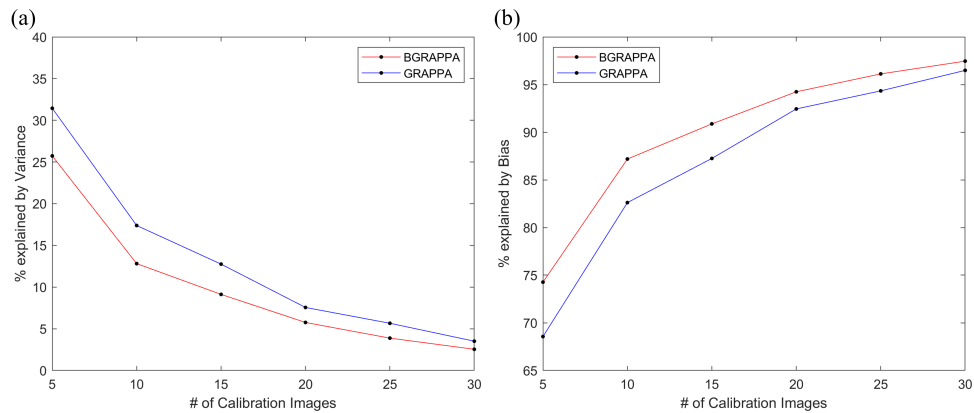 (a)
40
35
30
25
20
15
10
5
0
% explained by Variance
BGRAPPA
GRAPPA
5 10 15 20 25 30
# of Calibration Images
(b)
100
95
90
85
80
75
70
65
% explained by Bias
BGRAPPA
GRAPPA
5 10 15 20 25 30
# of Calibration Images